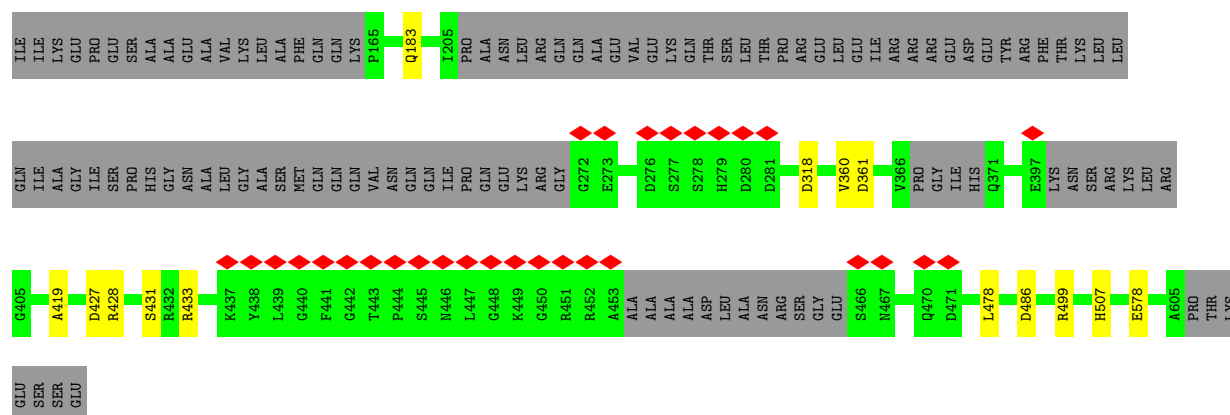 ILE ILE LYS GLU PRO GLU SER ALA ALA GLU ALA VAL LYS LEU ALA PHE GLN GLN LYS P165 Q183 I205 PRO ALA ASN LEU ARG GLN GLN ALA GLU VAL GLU LYS GLN THR SER LEU THR PRO ARG GLU LEU GLU ILE ARG ARG ARG GLU ASP GLU TYR ARG PHE THR LYS LEU LEU
GLN ILE ALA GLY ILE SER PRO HIS GLY ASN ALA LEU GLY ALA SER MET GLN GLN GLN VAL ASN GLN GLN ILE PRO GLN GLU LYS ARG GLY G272 E273 D276 S277 S278 H279 D280 D281 D318 V360 D361 V366 PRO GLY ILE HIS Q371 E397 LYS ASN SER ARG LYS LEU ARG
G405 A419 D427 R428 S431 R432 R433 K437 Y438 L439 G440 F441 G442 T443 P444 S445 N446 L447 G448 K449 G450 R451 R452 A453 ALA ALA ALA ALA ASP LEU ALA ASN ARG SER GLY GLU S466 N467 Q470 D471 L478 D486 R499 H507 E578 A605 PRO THR LYS
GLU SER SER GLU